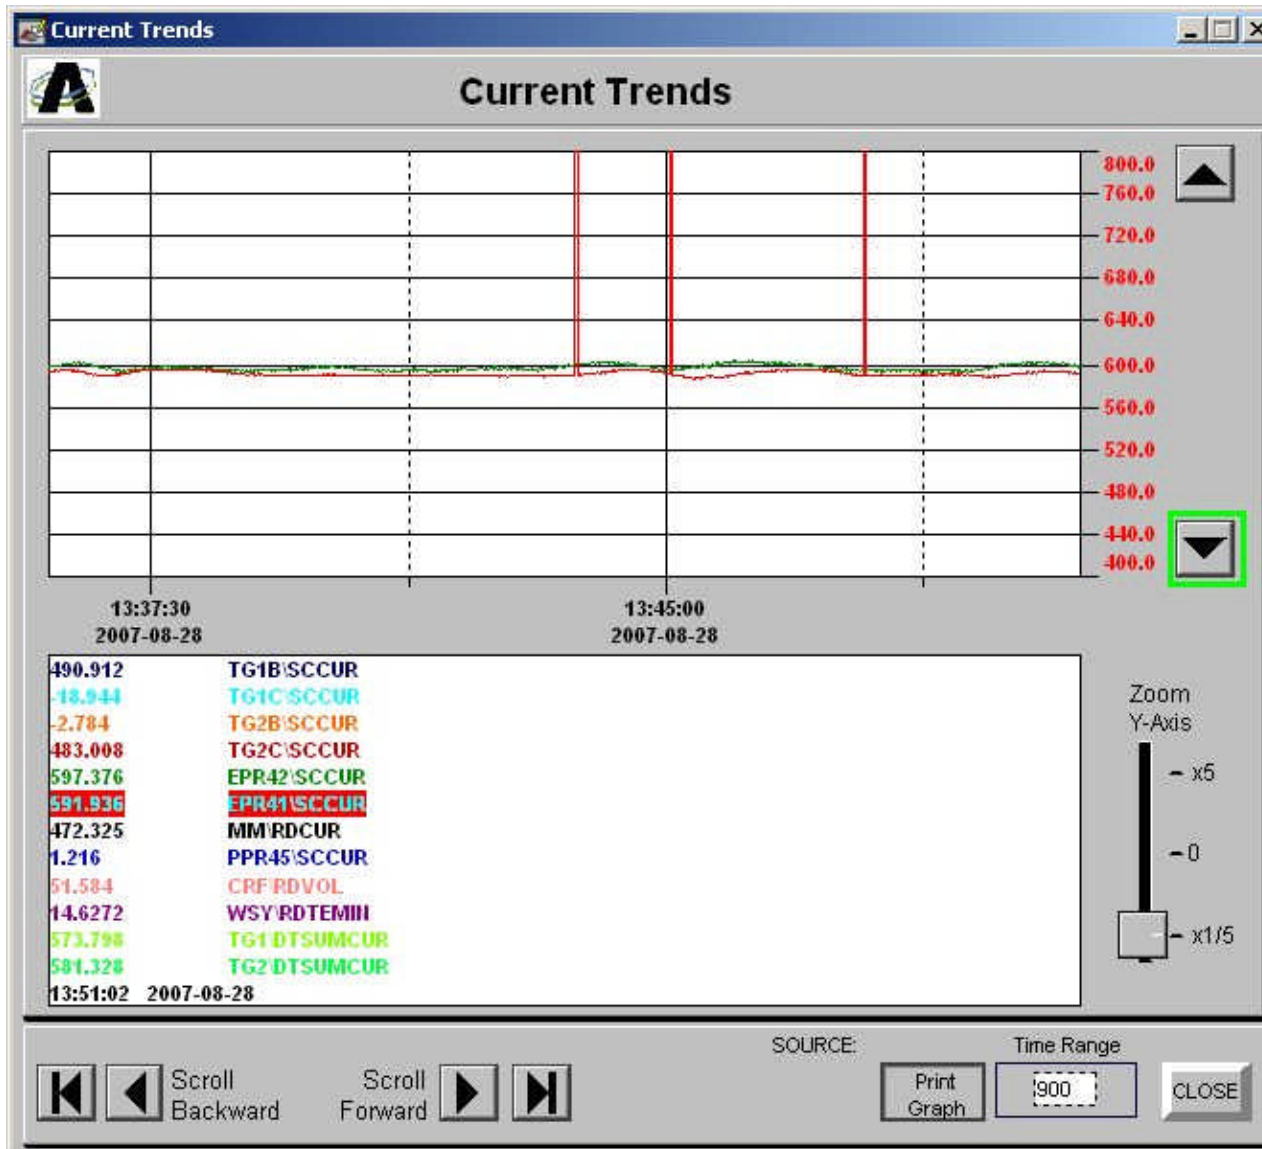 Current Trends
Current Trends
800.0
760.0
720.0
680.0
640.0
600.0
560.0
520.0
480.0
440.0
400.0
13:37:30
2007-08-28
13:45:00
2007-08-28
490.912 TG1B\SCCUR
-18.944 TG1C\SCCUR
-2.784 TG2B\SCCUR
483.008 TG2C\SCCUR
597.376 EPR42\SCCUR
591.936 EPR41\SCCUR
472.325 MM\RDCUR
1.216 PPR45\SCCUR
51.584 CRF\RDVOL
14.6272 WSY\RDTEMIN
573.798 TG1\DTSUMCUR
581.328 TG2\DTSUMCUR
13:51:02 2007-08-28
Zoom
Y-Axis
x5
0
x1/5
Scroll
Backward
Scroll
Forward
SOURCE:
Print
Graph
Time Range
900
CLOSE